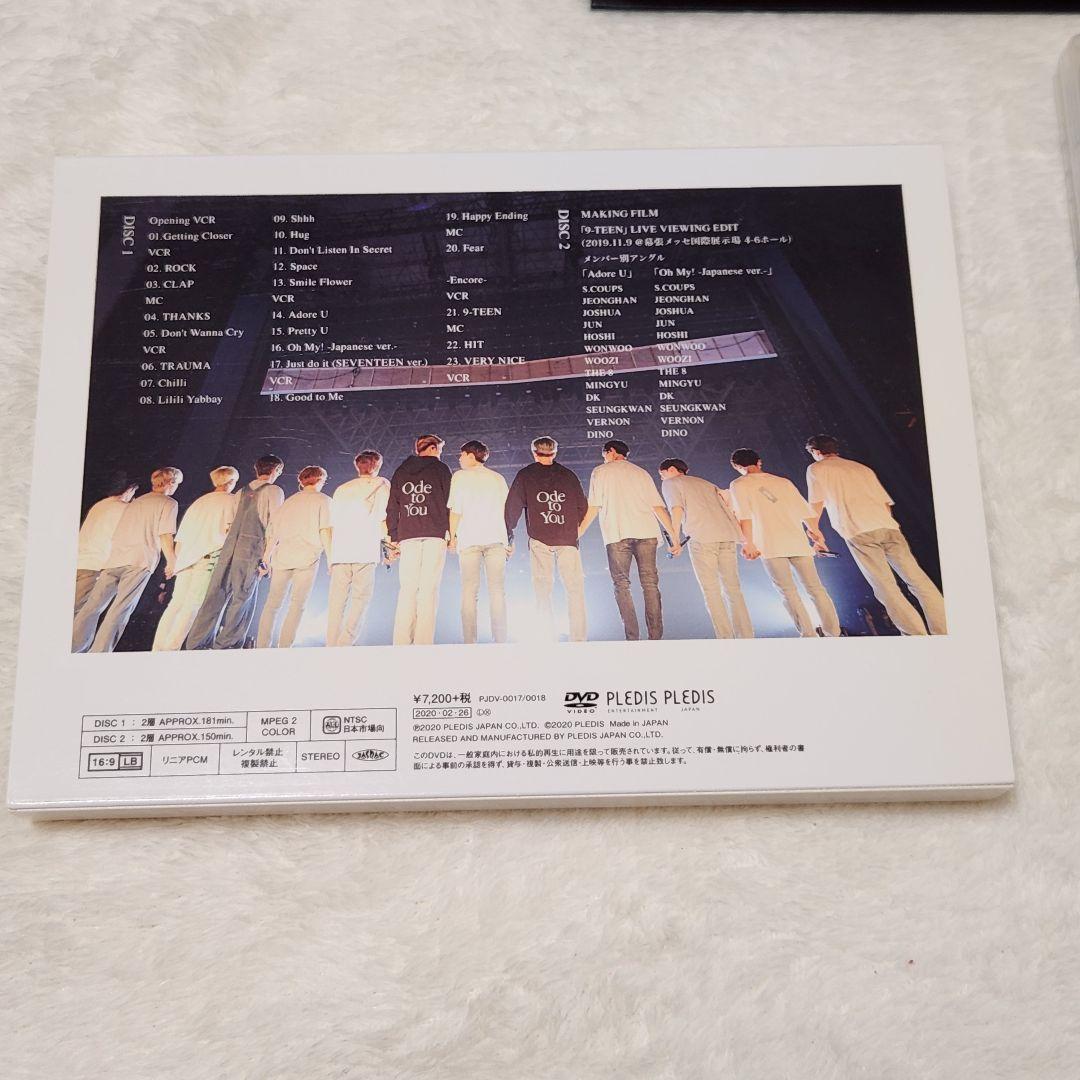 DISC 1
Opening VCR
01.Getting Closer
VCR
02. ROCK
03. CLAP
MC
04. THANKS
05. Don't Wanna Cry
VCR
06. TRAUMA
07. Chilli
08. Lilili Yabbay
09. Shhh
10. Hug
11. Don't Listen In Secret
12. Space
13. Smile Flower
VCR
14. Adore U
15. Pretty U
16. Oh My! -Japanese ver.-
17. Just do it (SEVENTEEN ver.)
VCR
18. Good to Me
19. Happy Ending
MC
20. Fear
-Encore-
VCR
21. 9-TEEN
MC
22. HIT
23. VERY NICE
VCR
DISC 2
MAKING FILM
「9-TEEN」LIVE VIEWING EDIT
(2019.11.9 @幕張メッセ国際展示場 4-6ホール)
メンバー別アングル
「Adore U」 「Oh My! -Japanese ver.-」
S.COUPS S.COUPS
JEONGHAN JEONGHAN
JOSHUA JOSHUA
JUN JUN
HOSHI HOSHI
WONWOO WONWOO
WOOZI WOOZI
THE 8 THE 8
MINGYU MINGYU
DK DK
SEUNGKWAN SEUNGKWAN
VERNON VERNON
DINO DINO
Ode
to
You
Ode
to
You
DISC 1 : 2層 APPROX.181min.
DISC 2 : 2層 APPROX.150min.
MPEG 2
COLOR
ALL
NTSC
日本市場向
16:9 LB
リニアPCM
レンタル禁止
複製禁止
STEREO
¥7,200+税 PJDV-0017/0018
2020・02・26 Ⓛ Ⓧ
DVD
VIDEO
PLEDIS
ENTERTAINMENT
PLEDIS
JAPAN
℗2020 PLEDIS JAPAN CO.,LTD. ©2020 PLEDIS Made in JAPAN
RELEASED AND MANUFACTURED BY PLEDIS JAPAN CO.,LTD.
このDVDは、一般家庭内における私的再生に用途を限って販売されています。従って、有償・無償に拘らず、権利者の書
面による事前の承認を得ず、貸与・複製・公衆送信・上映等を行う事を禁止致します。